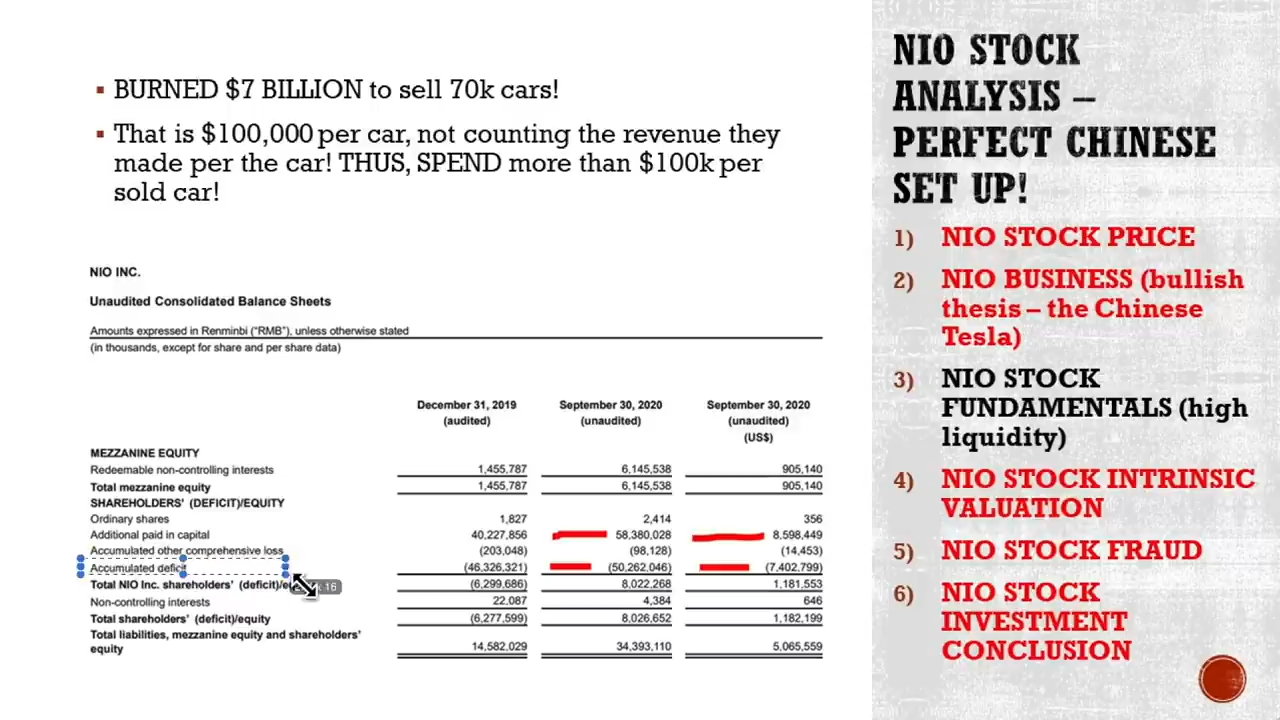 BURNED $7 BILLION to sell 70k cars!
That is $100,000 per car, not counting the revenue they
made per the car! THUS, SPEND more than $100k per
sold car!
NIO INC.
Unaudited Consolidated Balance Sheets
Amounts expressed in Renminbi (“RMB”), unless otherwise stated
(in thousands, except for share and per share data)
December 31, 2019 September 30, 2020 September 30, 2020
(audited) (unaudited) (unaudited)
(US$)
MEZZANINE EQUITY
Redeemable non-controlling interests 1,455,787 6,145,538 905,140
Total mezzanine equity 1,455,787 6,145,538 905,140
SHAREHOLDERS’ (DEFICIT)/EQUITY
Ordinary shares 1,827 2,414 356
Additional paid in capital 40,227,856 58,380,028 8,598,449
Accumulated other comprehensive loss (203,048) (98,128) (14,453)
Accumulated deficit (46,326,321) (50,262,046) (7,402,799)
Total NIO Inc. shareholders’ (deficit)/ (6,299,686) 8,022,268 1,181,553
Non-controlling interests 22,087 4,384 646
Total shareholders’ (deficit)/equity (6,277,599) 8,026,652 1,182,199
Total liabilities, mezzanine equity and shareholders’
equity 14,582,029 34,393,110 5,065,559
NIO STOCK
ANALYSIS –
PERFECT CHINESE
SET UP!
1) NIO STOCK PRICE
2) NIO BUSINESS (bullish
thesis – the Chinese
Tesla)
3) NIO STOCK
FUNDAMENTALS (high
liquidity)
4) NIO STOCK INTRINSIC
VALUATION
5) NIO STOCK FRAUD
6) NIO STOCK
INVESTMENT
CONCLUSION